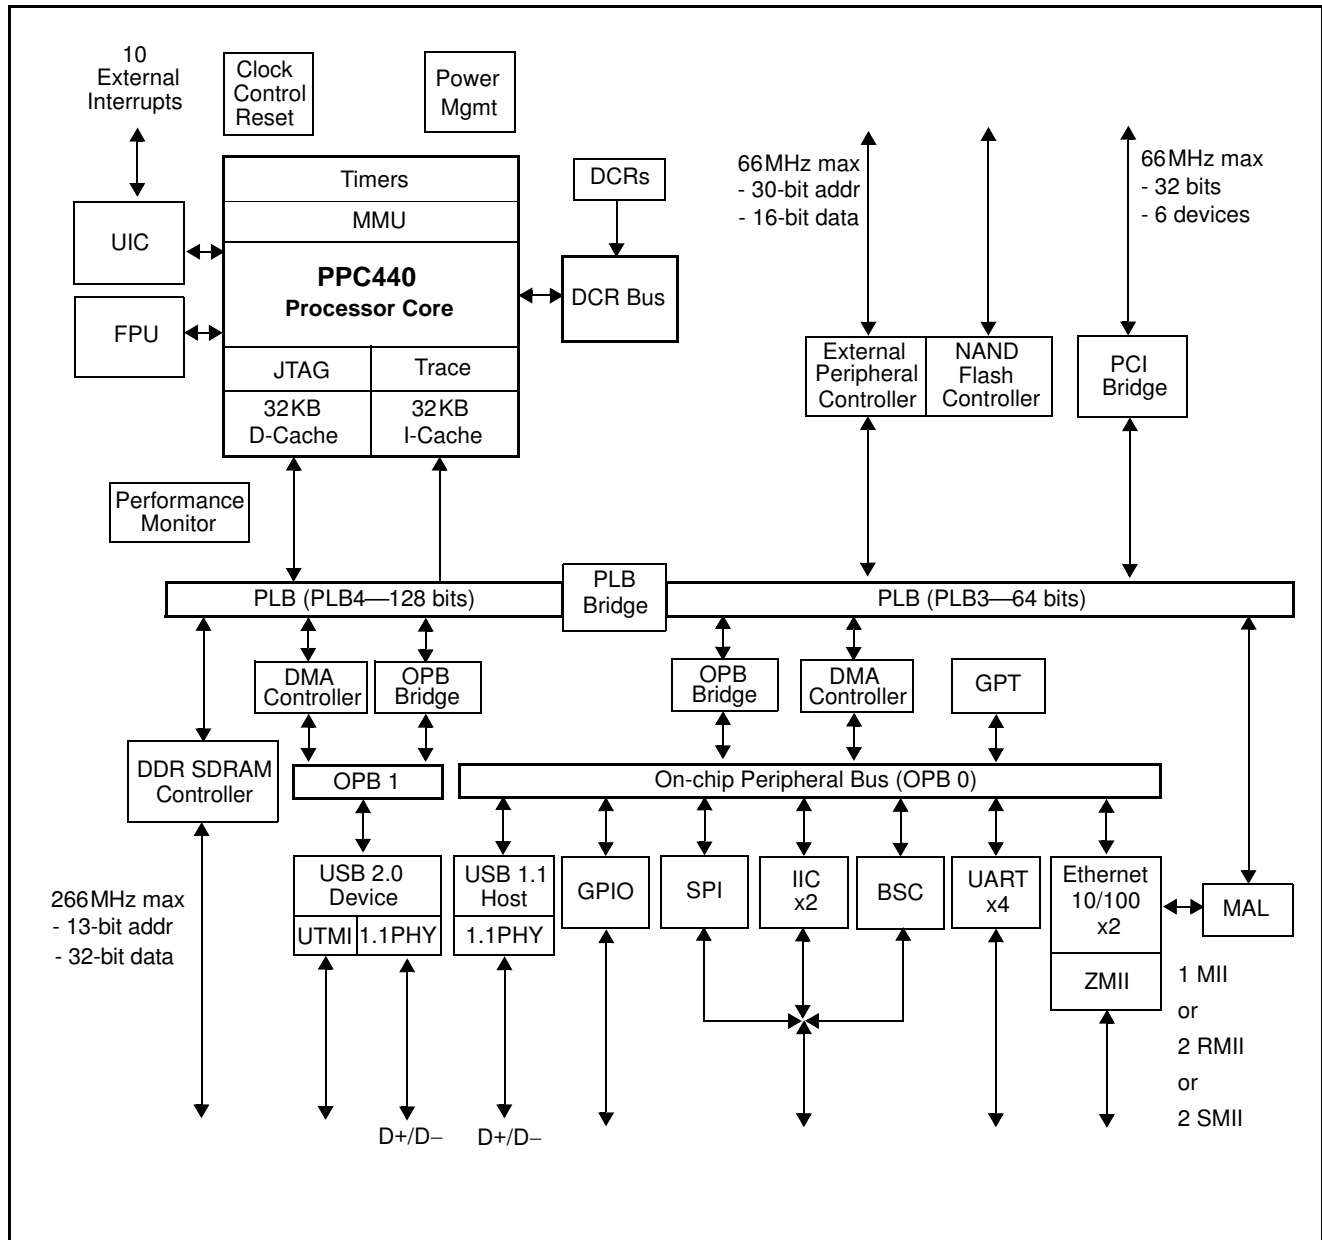 10
External
Interrupts
Clock
Control
Reset
Power
Mgmt
Timers
MMU
PPC440
Processor Core
JTAG
Trace
32KB
D-Cache
32KB
I-Cache
UIC
FPU
DCRs
DCR Bus
66MHz max
- 30-bit addr
- 16-bit data
66MHz max
- 32 bits
- 6 devices
External
Peripheral
Controller
NAND
Flash
Controller
PCI
Bridge
Performance
Monitor
PLB (PLB4—128 bits)
PLB
Bridge
PLB (PLB3—64 bits)
DMA
Controller
OPB
Bridge
OPB
Bridge
DMA
Controller
GPT
DDR SDRAM
Controller
OPB 1
On-chip Peripheral Bus (OPB 0)
266MHz max
- 13-bit addr
- 32-bit data
USB 2.0
Device
UTMI
1.1PHY
USB 1.1
Host
1.1PHY
GPIO
SPI
IIC
x2
BSC
UART
x4
Ethernet
10/100
x2
ZMII
MAL
1 MII
or
2 RMII
or
2 SMII
D+/D–
D+/D–